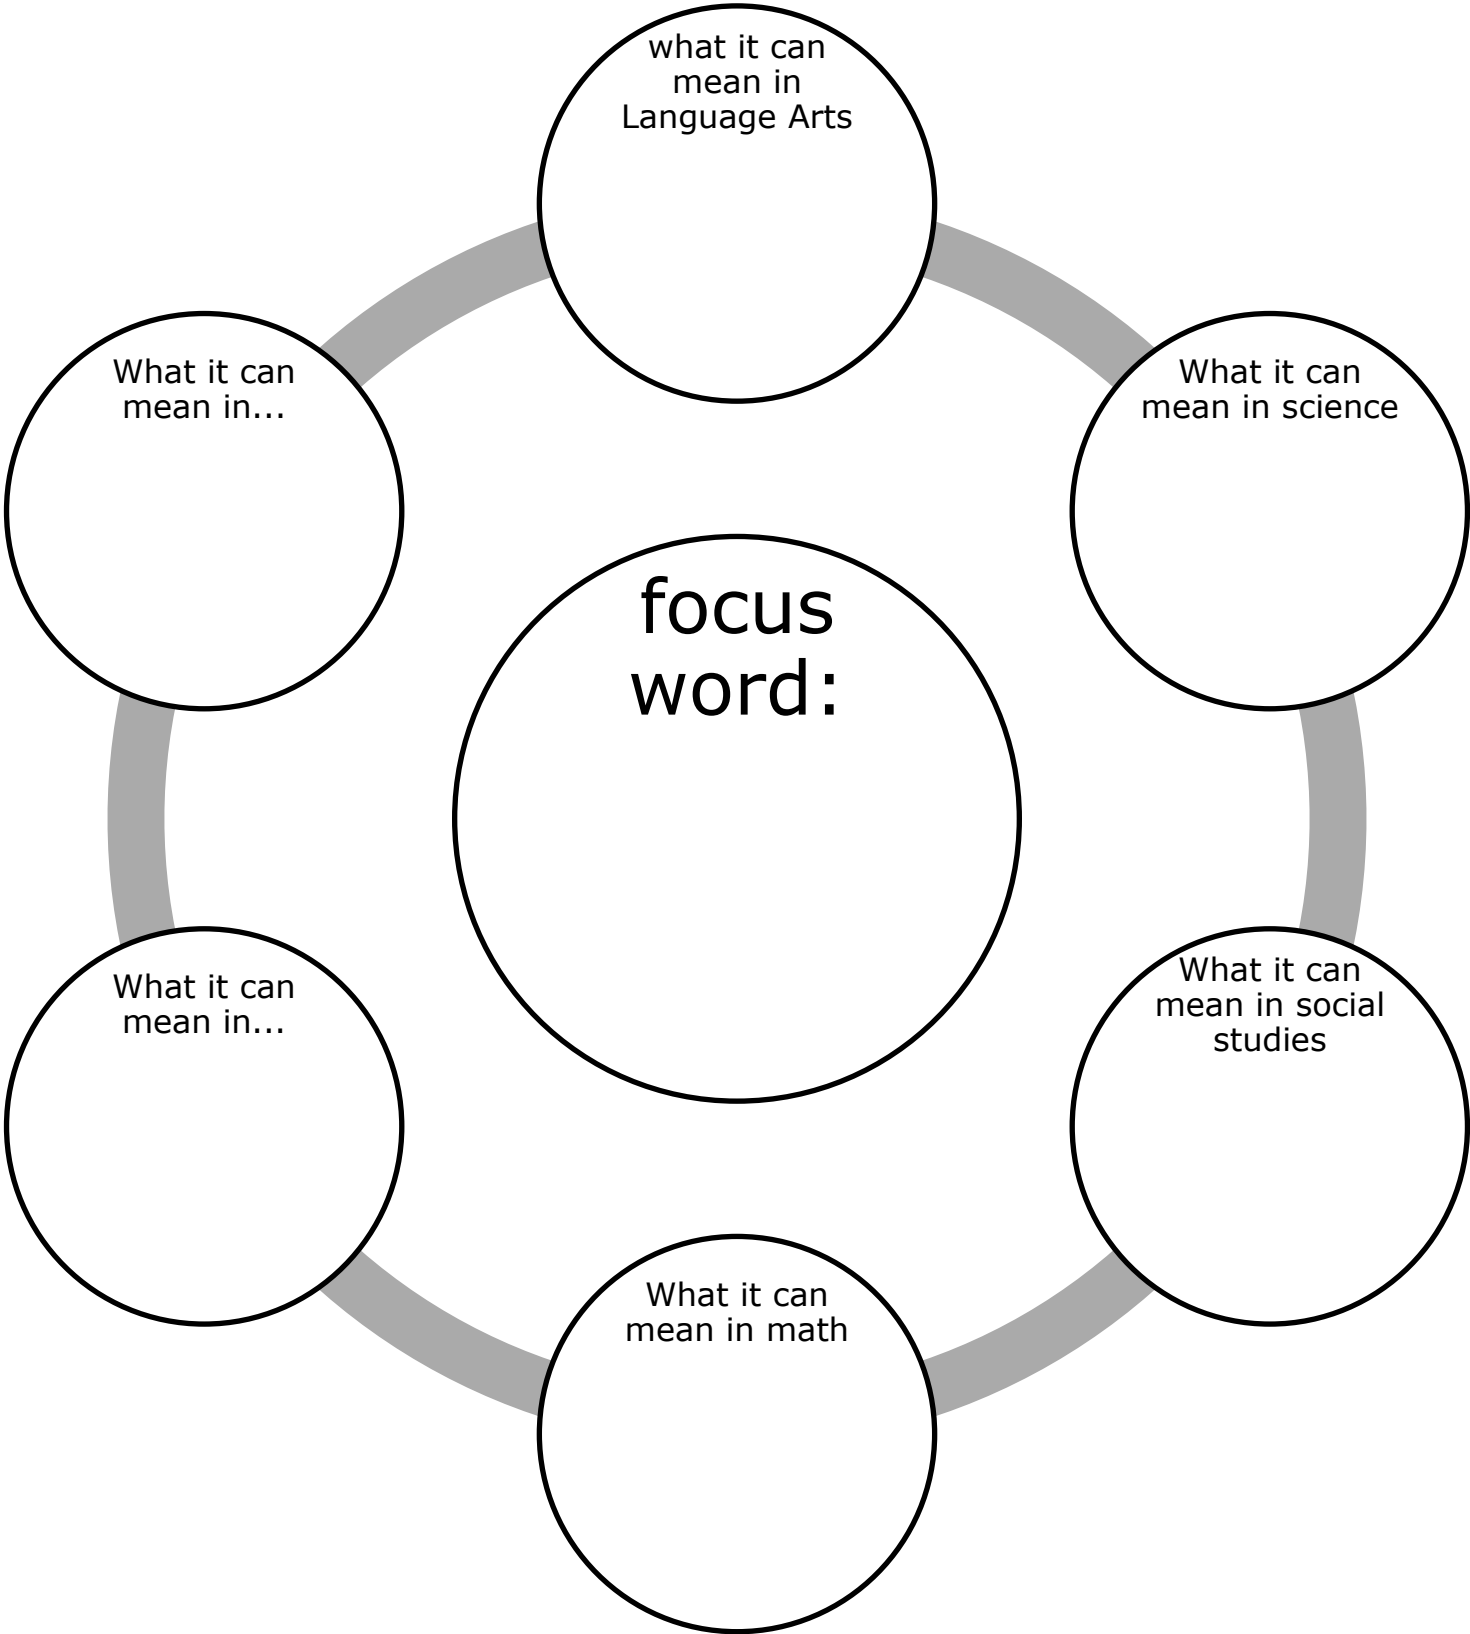 what it can
mean in
Language Arts
What it can
mean in...
What it can
mean in science
focus
word:
What it can
mean in...
What it can
mean in social
studies
What it can
mean in math